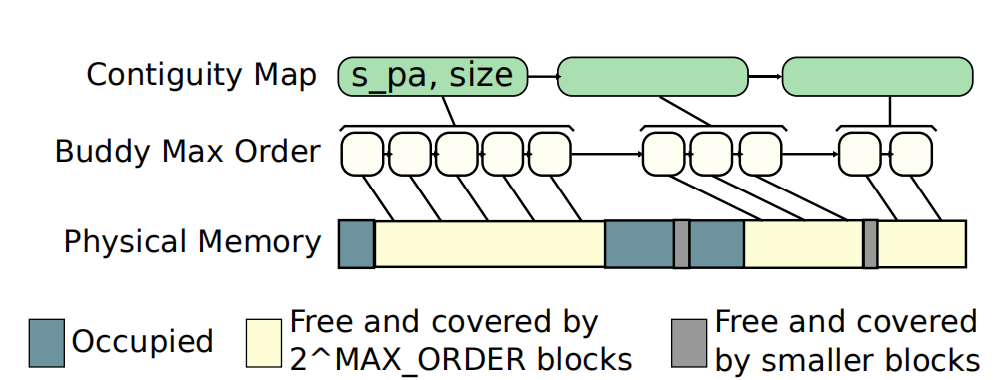 Contiguity Map
s_pa, size
Buddy Max Order
Physical Memory
Occupied
Free and covered by
2^MAX_ORDER blocks
Free and covered
by smaller blocks